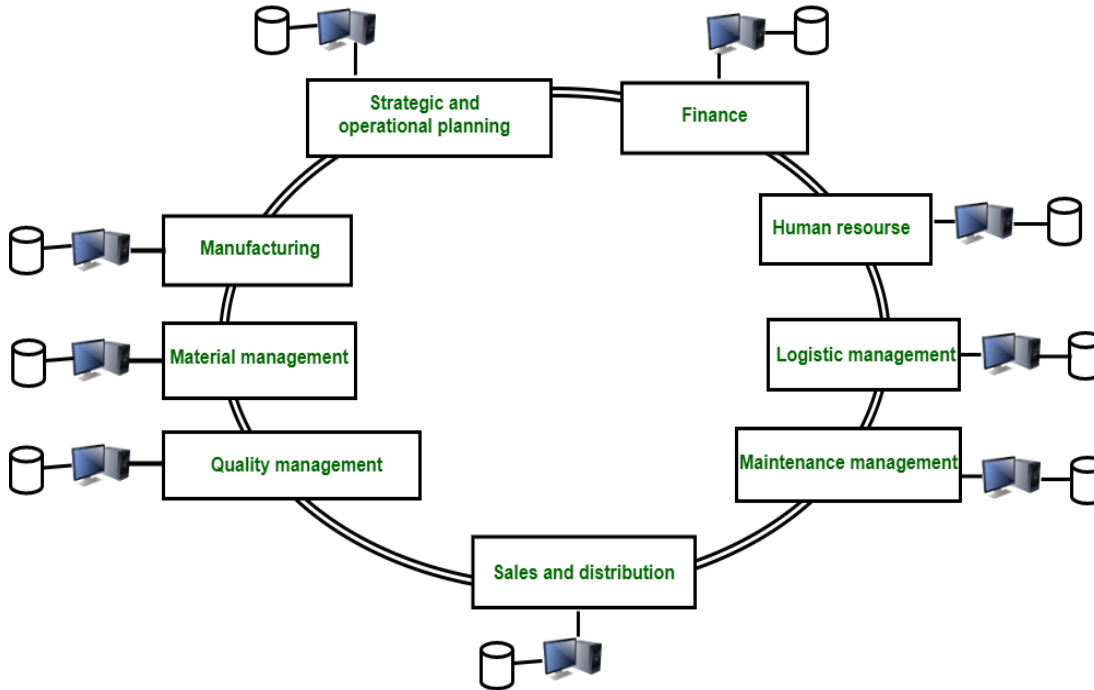 Strategic and
operational planning
Finance
Manufacturing
Human resourse
Material management
Logistic management
Quality management
Maintenance management
Sales and distribution